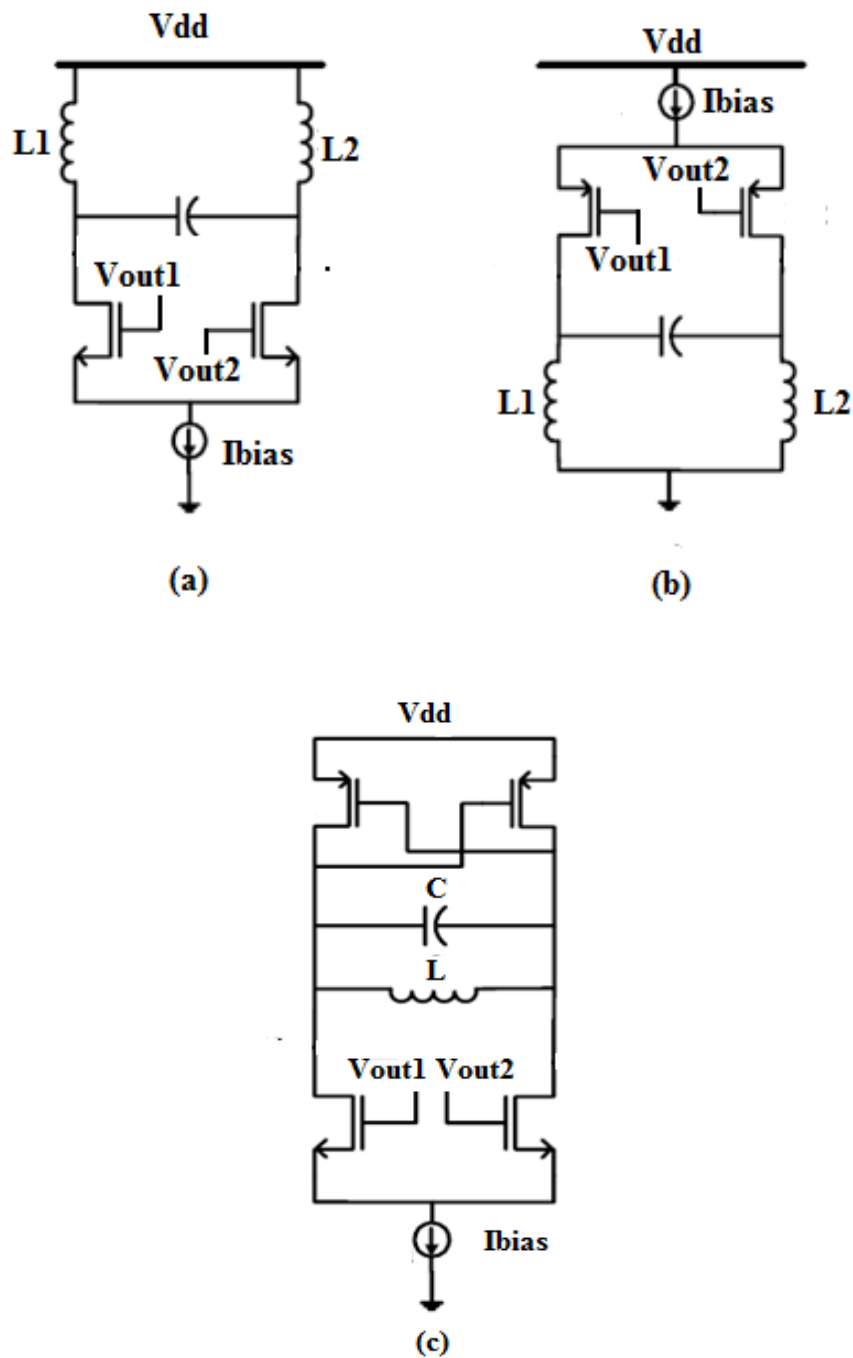 Vdd
L1
L2
Vout1
Vout2
Ibias
(a)
Vdd
Ibias
Vout2
Vout1
L1
L2
(b)
Vdd
C
L
Vout1 Vout2
Ibias
(c)